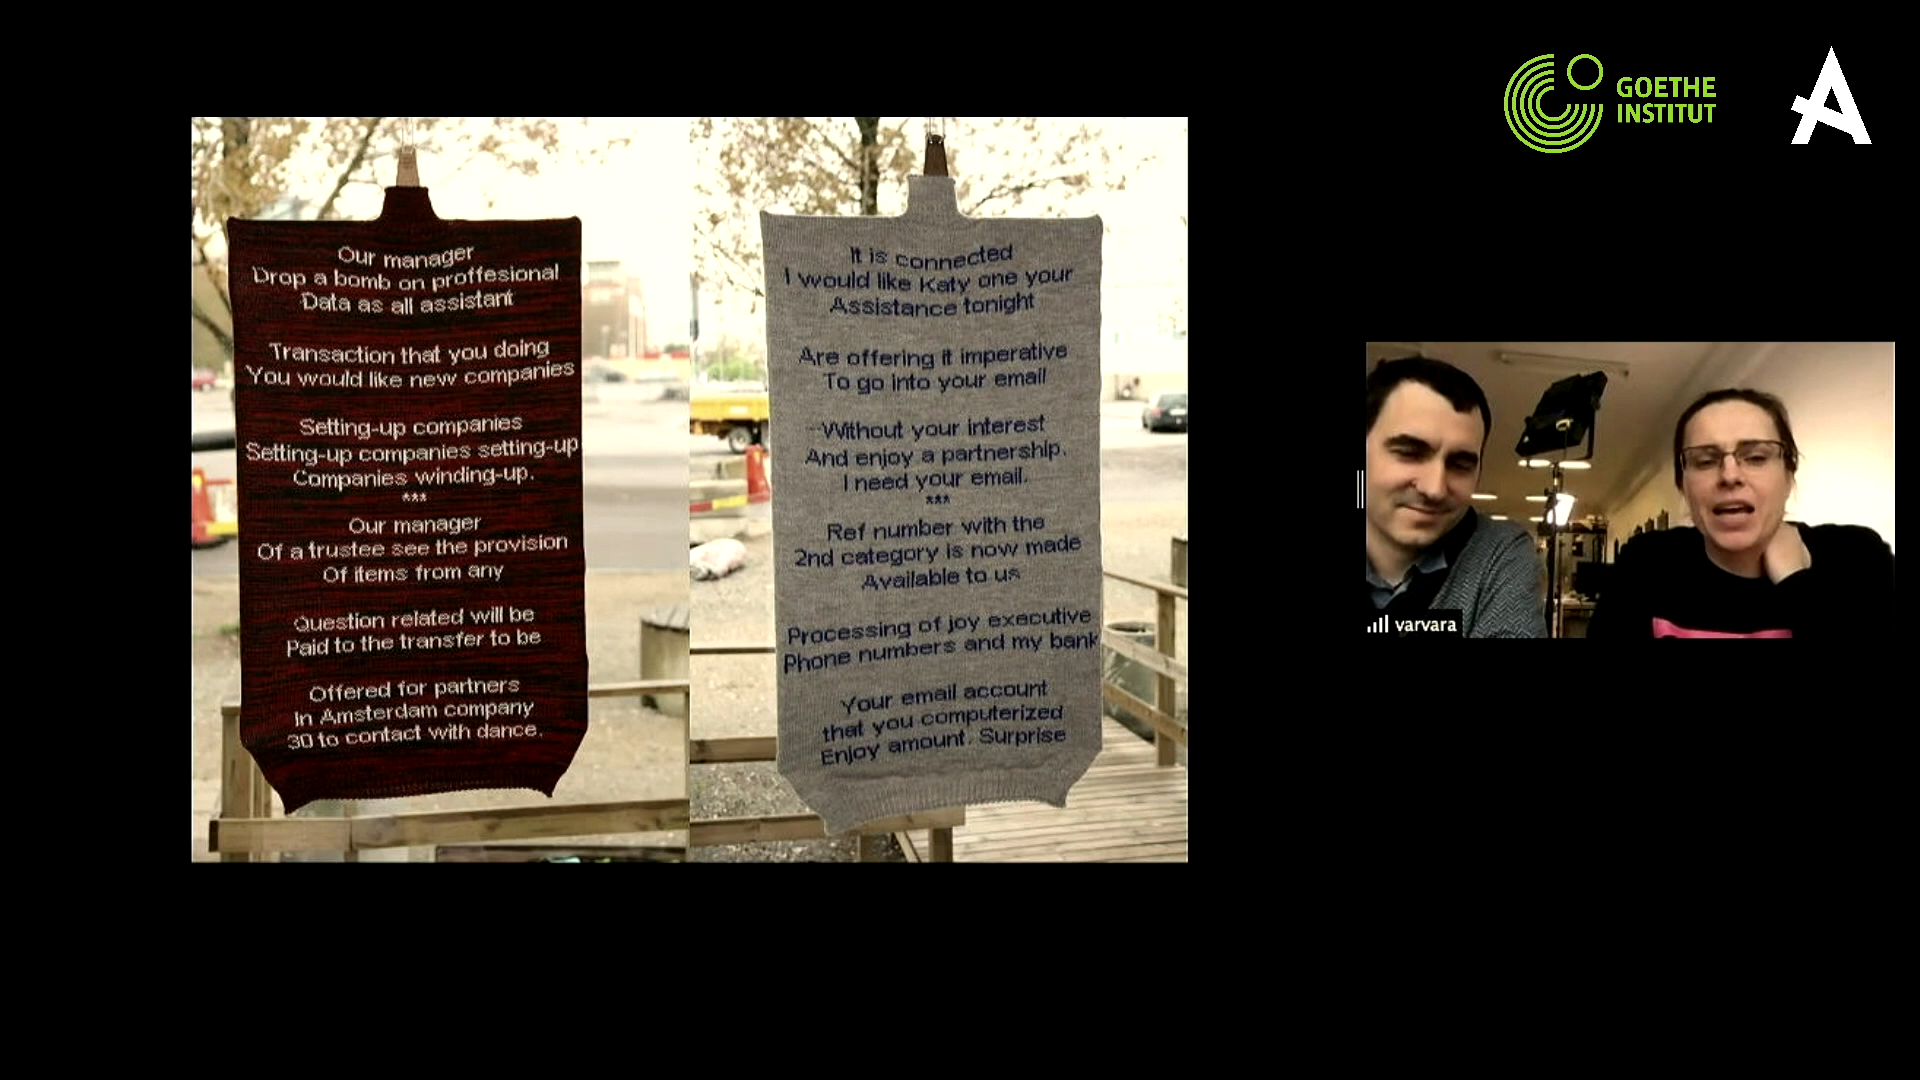 GOETHE
INSTITUT
Our manager
Drop a bomb on proffesional
Data as all assistant
Transaction that you doing
You would like new companies
Setting-up companies
Setting-up companies setting-up
Companies winding-up.
***
Our manager
Of a trustee see the provision
Of items from any
Question related will be
Paid to the transfer to be
Offered for partners
In Amsterdam company
30 to contact with dance.
It is connected
I would like Katy one your
Assistance tonight
Are offering it imperative
To go into your email
Without your interest
And enjoy a partnership.
I need your email.
***
Ref number with the
2nd category is now made
Available to us
Processing of joy executive
Phone numbers and my bank
Your email account
that you computerized
Enjoy amount. Surprise
varvara